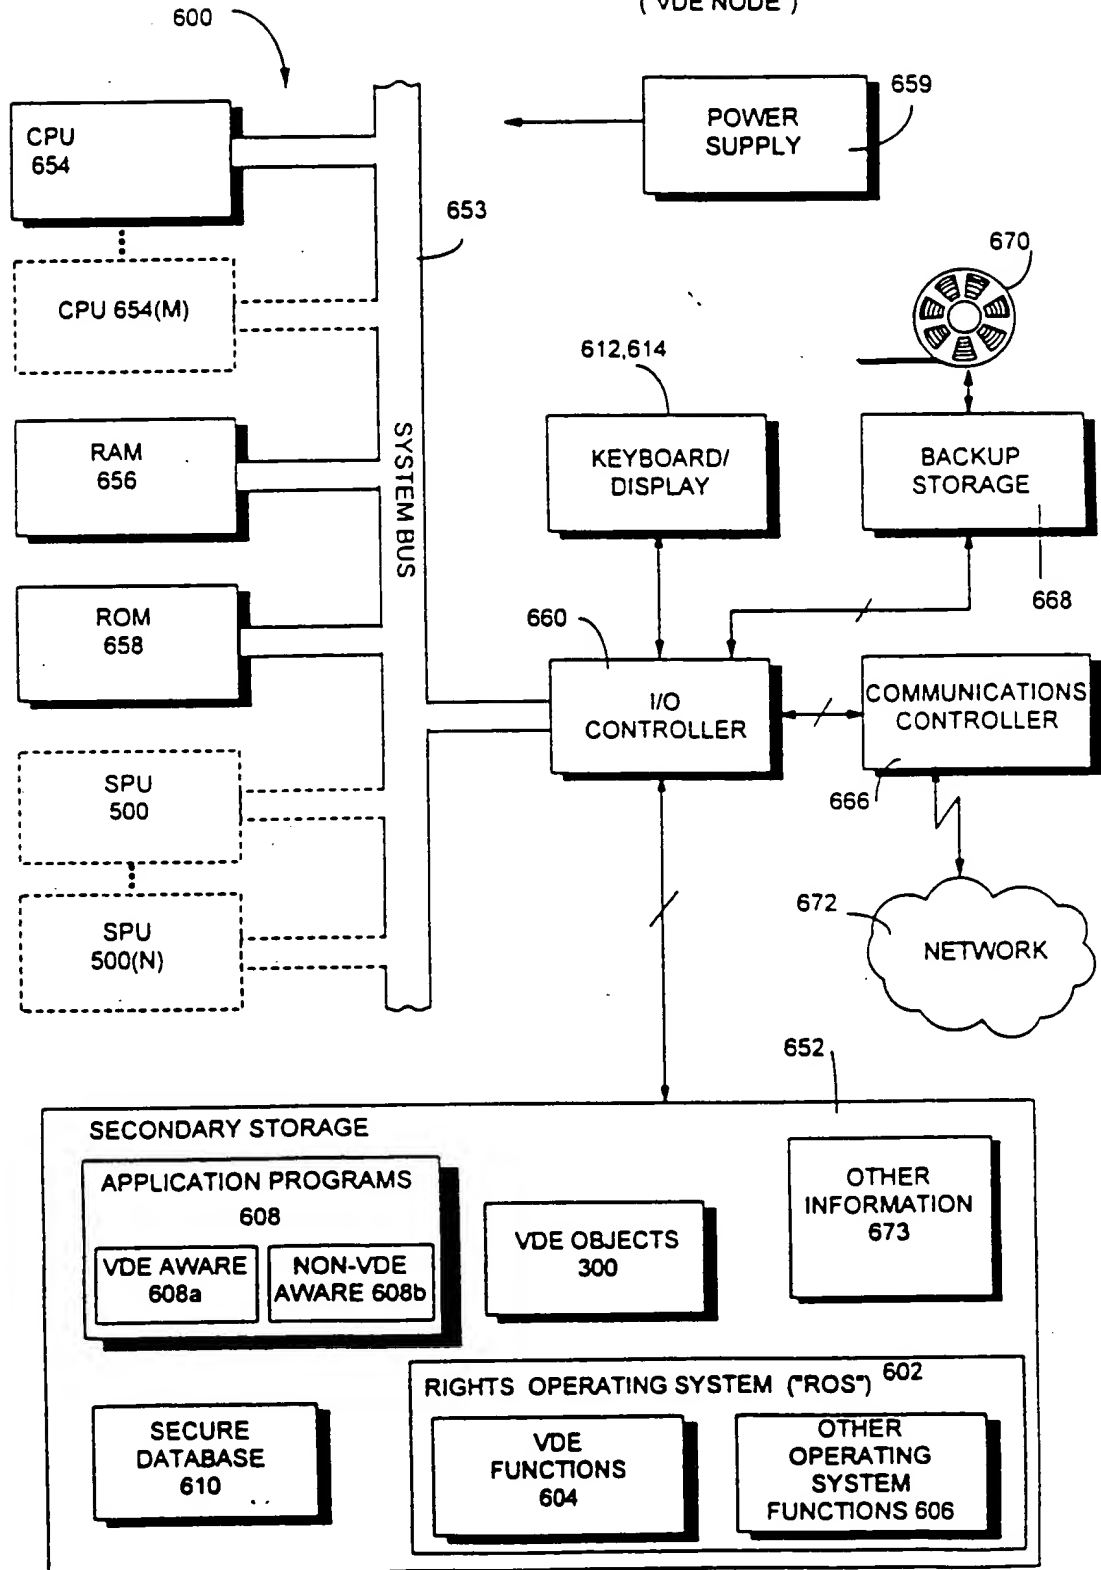 ("VDE NODE")
600
CPU
654
POWER
SUPPLY
659
653
670
CPU 654(M)
612,614
RAM
656
SYSTEM BUS
KEYBOARD/
DISPLAY
BACKUP
STORAGE
668
ROM
658
660
I/O
CONTROLLER
COMMUNICATIONS
CONTROLLER
666
SPU
500
672
NETWORK
SPU
500(N)
652
SECONDARY STORAGE
APPLICATION PROGRAMS
608
VDE AWARE
608a
NON-VDE
AWARE 608b
VDE OBJECTS
300
OTHER
INFORMATION
673
SECURE
DATABASE
610
RIGHTS OPERATING SYSTEM ("ROS") 602
VDE
FUNCTIONS
604
OTHER
OPERATING
SYSTEM
FUNCTIONS 606